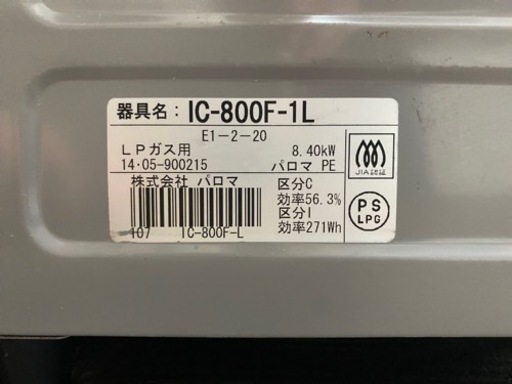 器具名: IC-800F-1L
E1-2-20
LPガス用 8.40kW
14·05-900215 パロマ PE
株式会社 パロマ 区分C
効率56.3%
区分I
107 IC-800F-L 効率271Wh
JIA認証
PS
LPG